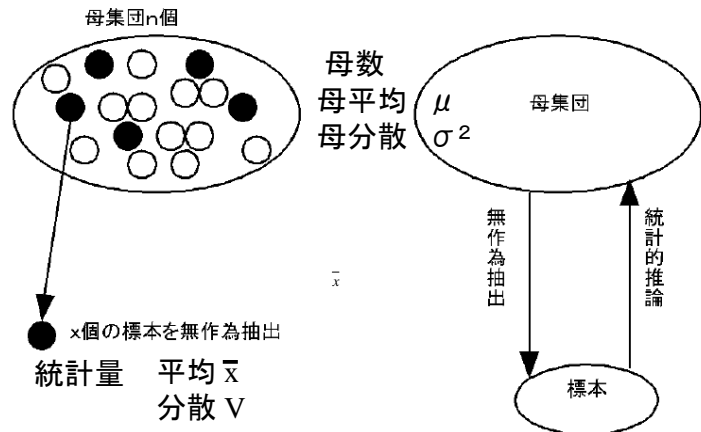 母集団n個
母数
母平均 μ
母分散 σ²
母集団
無作為抽出
統計的推論
x̄
x個の標本を無作為抽出
統計量 平均 x̄
分散 V
標本